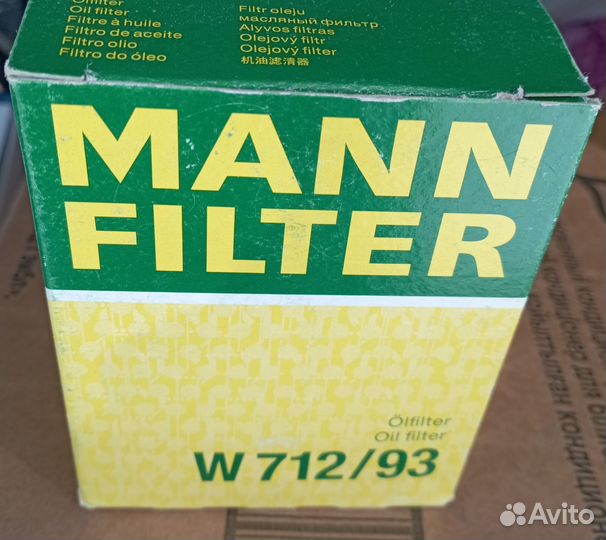 Ölfilter
Oil filter
Filtre à huile
Filtro de aceite
Filtro olio
Filtro do óleo
Filtr oleju
масляный фильтр
Alyvos filtras
Olejový filtr
Olejový filter
机油滤清器
MANN
FILTER
Ölfilter
Oil filter
W 712/93
Avito